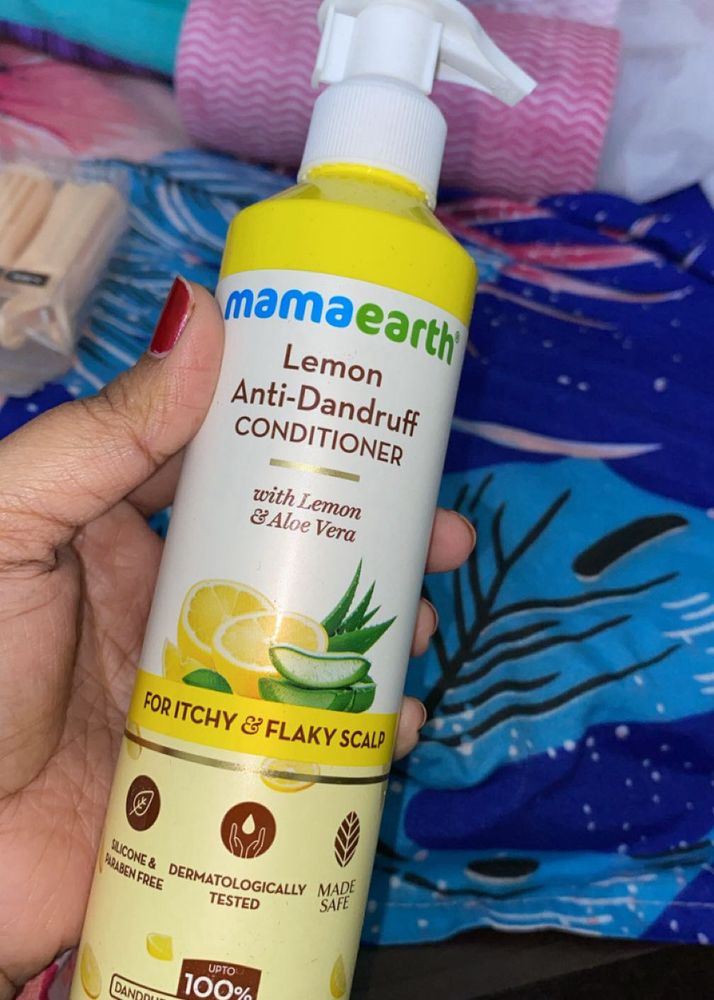 mamaearth®
Lemon
Anti-Dandruff
CONDITIONER
with Lemon
& Aloe Vera
FOR ITCHY & FLAKY SCALP
SILICONE &
PARABEN FREE
DERMATOLOGICALLY
TESTED
MADE
SAFE
UPTO
100%